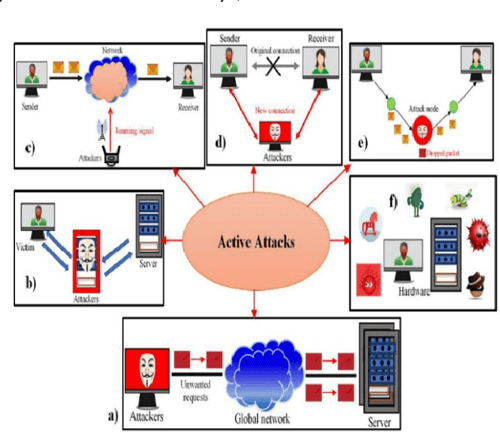 Network
Sender
Receiver
Jamming signal
Attackers
c)
Sender
Receiver
Original connection
New connection
d)
Attackers
Attack node
e)
Dropped packet
Victim
b)
Attackers
Server
Active Attacks
f)
Hardware
a)
Attackers
Unwanted
requests
Global network
Server